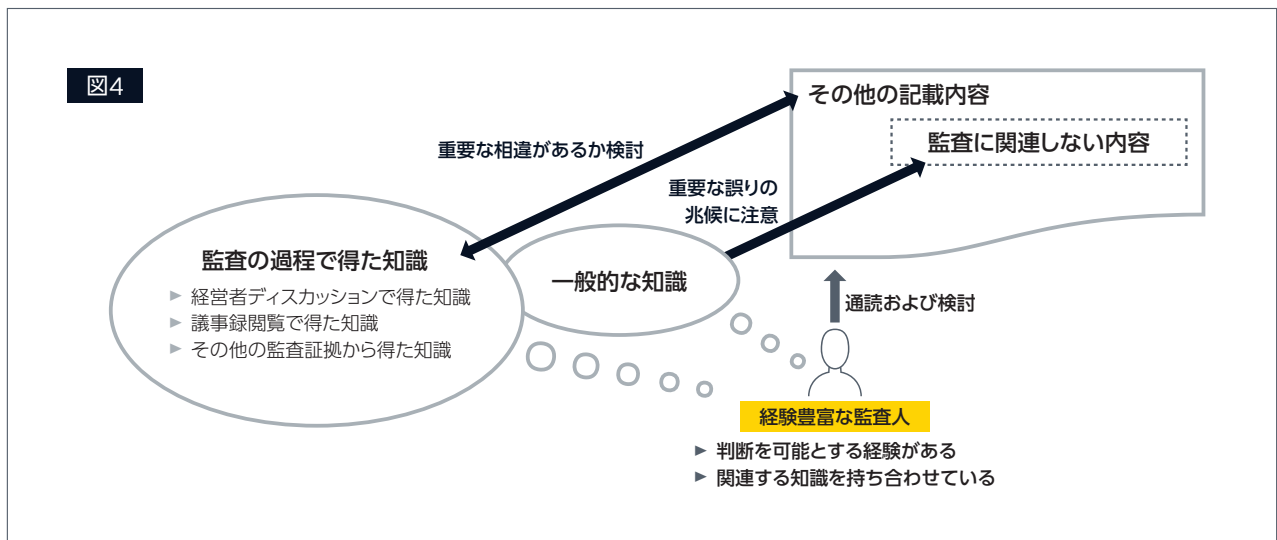 図4
その他の記載内容
監査に関連しない内容
重要な相違があるか検討
重要な誤りの
兆候に注意
監査の過程で得た知識
► 経営者ディスカッションで得た知識
► 議事録閲覧で得た知識
► その他の監査証拠から得た知識
一般的な知識
通読および検討
経験豊富な監査人
► 判断を可能とする経験がある
► 関連する知識を持ち合わせている